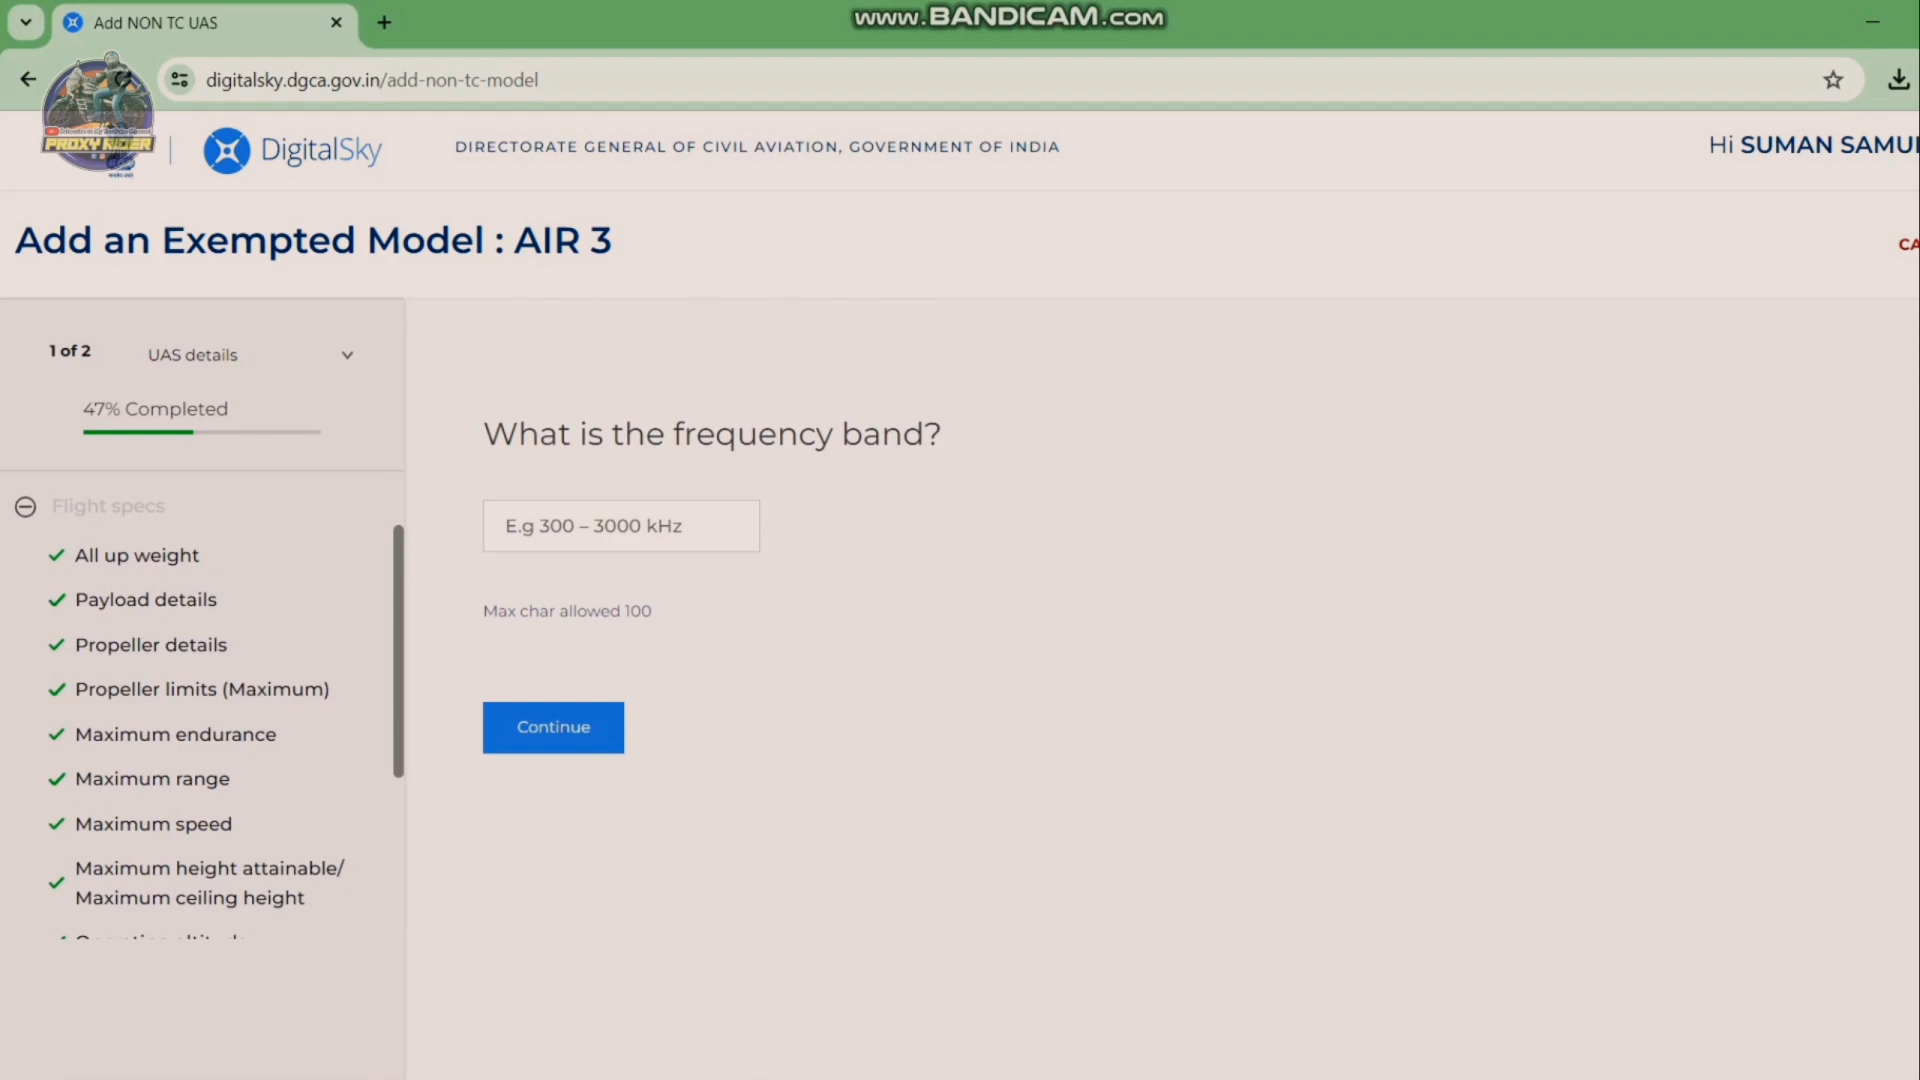 Add NON TC UAS
www.BANDICAM.com
digitalsky.dgca.gov.in/add-non-tc-model
PROXY RIDER
DigitalSky
DIRECTORATE GENERAL OF CIVIL AVIATION, GOVERNMENT OF INDIA
Hi SUMAN SAMU
Add an Exempted Model : AIR 3
CA
1 of 2
UAS details
47% Completed
What is the frequency band?
Flight specs
E.g 300 – 3000 kHz
All up weight
Payload details
Max char allowed 100
Propeller details
Propeller limits (Maximum)
Continue
Maximum endurance
Maximum range
Maximum speed
Maximum height attainable/
Maximum ceiling height